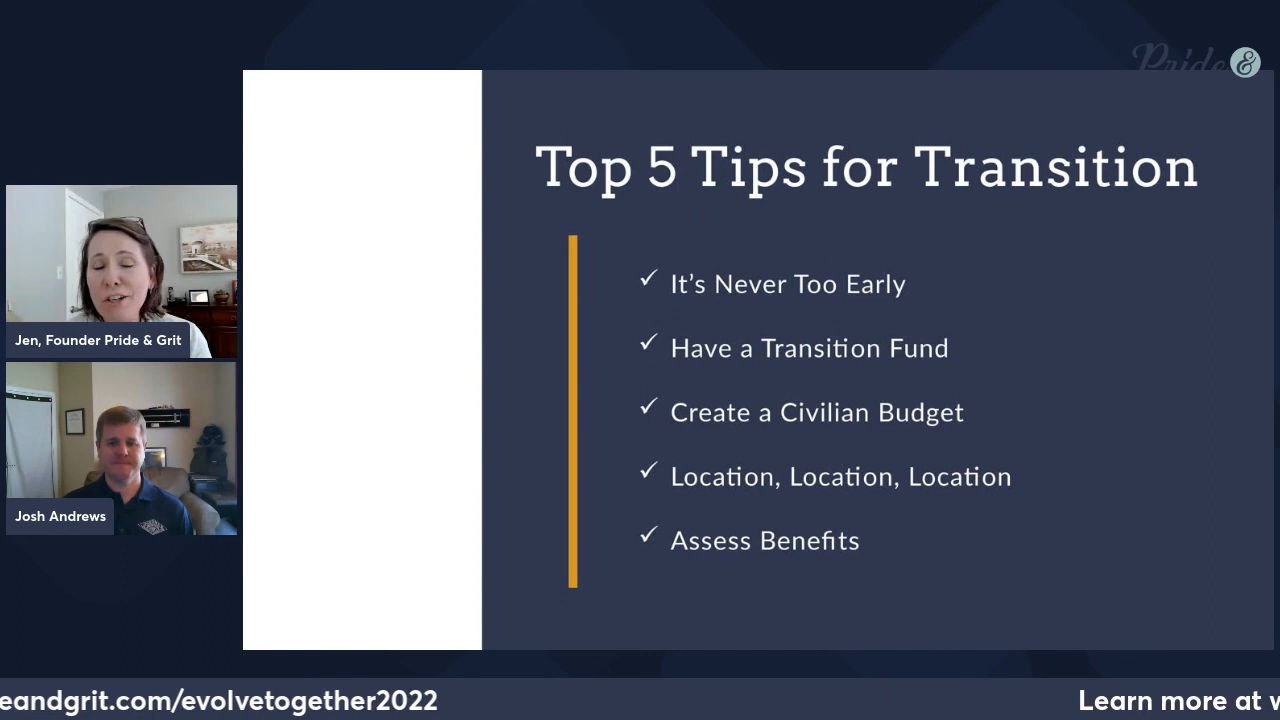 Pride &
Top 5 Tips for Transition
✓ It’s Never Too Early
✓ Have a Transition Fund
✓ Create a Civilian Budget
✓ Location, Location, Location
✓ Assess Benefits
Jen, Founder Pride & Grit
Josh Andrews
eandgrit.com/evolvetogether2022
Learn more at w